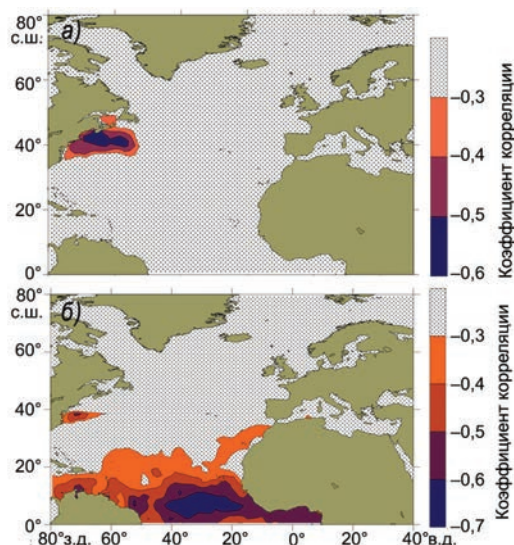 80°
с.ш.
а)
60°
40°
20°
0°
–0,3
–0,4
–0,5
–0,6
Коэффициент корреляции
80°
с.ш.
б)
60°
40°
20°
0°
80° з.д. 60° 40° 20° 0° 20° 40° в.д.
–0,3
–0,4
–0,5
–0,6
–0,7
Коэффициент корреляции